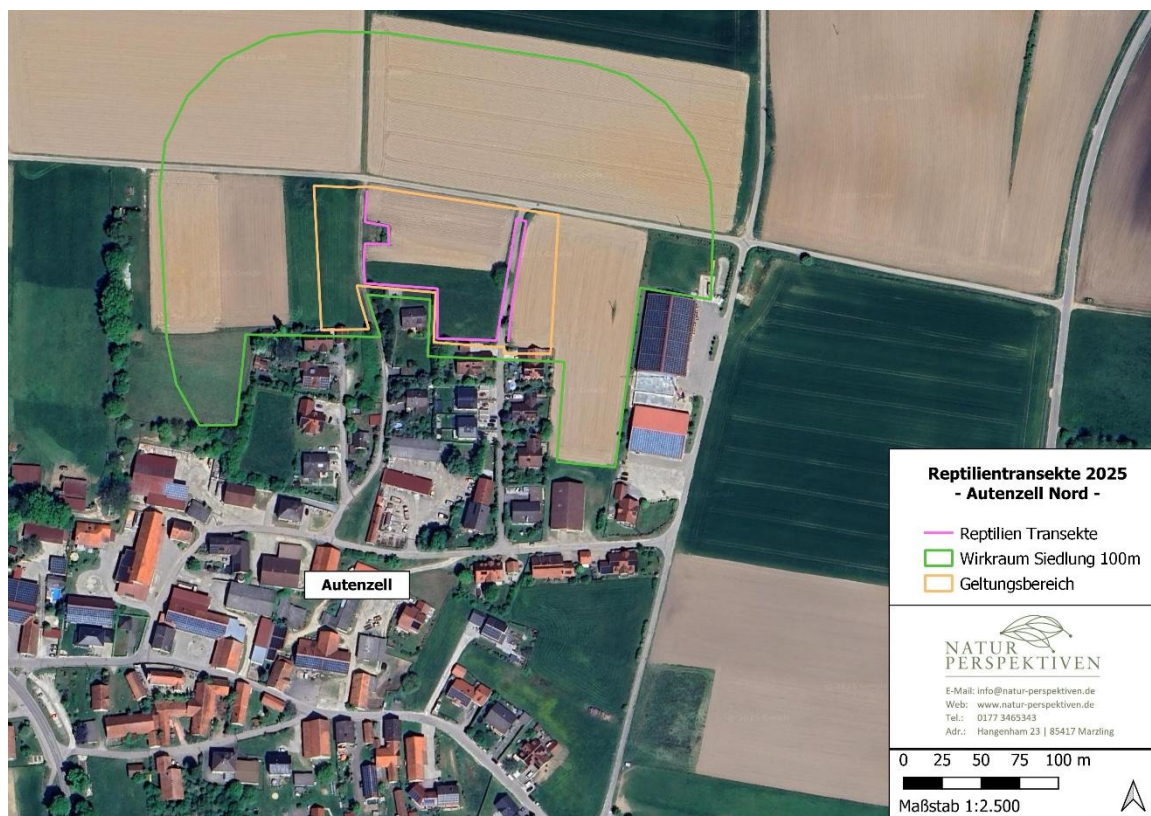 Autenzell
Reptilientransekte 2025
- Autenzell Nord -
Reptilien Transekte
Wirkraum Siedlung 100m
Geltungsbereich
NATUR
PERSPEKTIVEN
E-Mail: info@natur-perspektiven.de
Web: www.natur-perspektiven.de
Tel.: 0177 3465343
Adr.: Hangenham 23 | 85417 Marzling
0 25 50 75 100 m
Maßstab 1:2.500